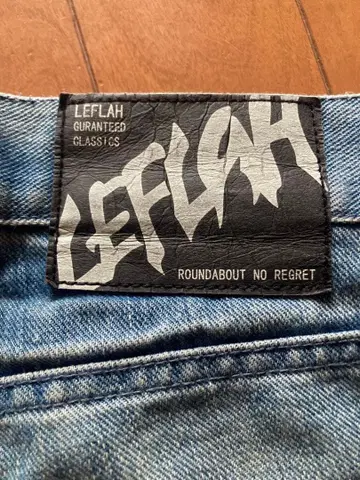 LEFLAH
GURANTEED
CLASSICS
LEFLAH
ROUNDABOUT NO REGRET